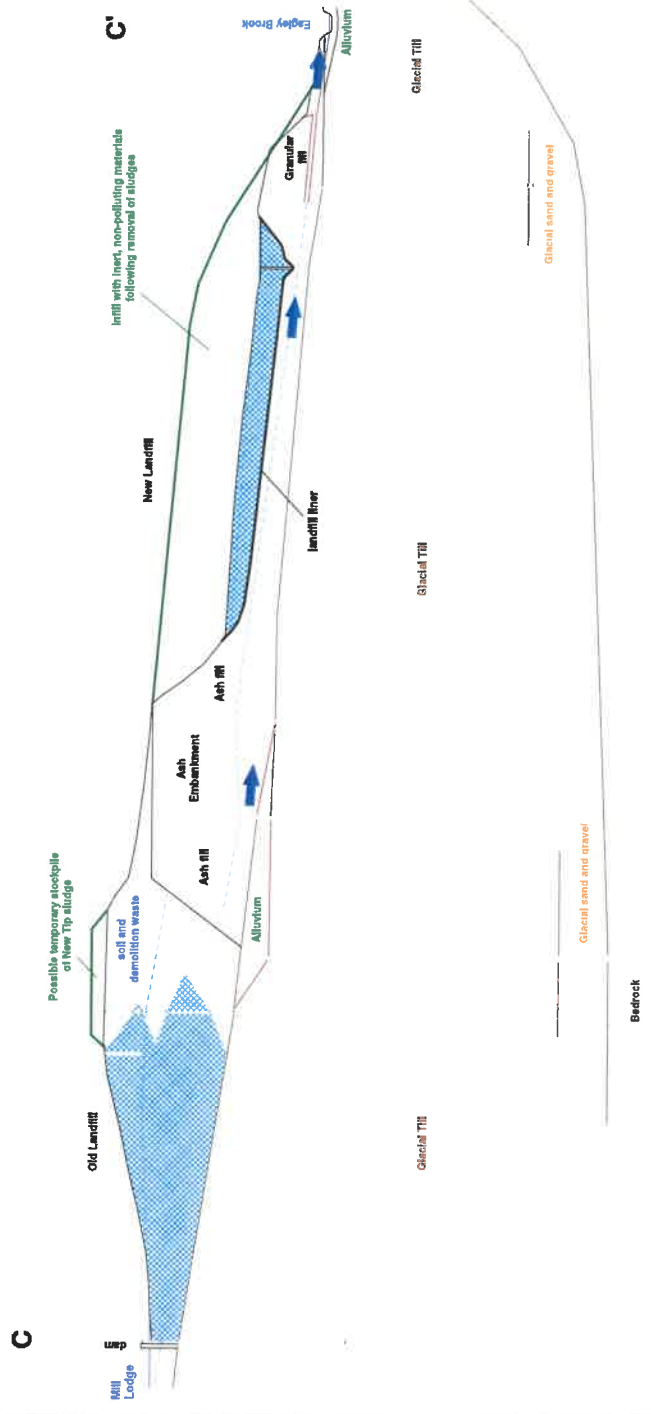 C
C'
Mill
Lodge
Old Landfill
Possible temporary stockpile
of New Tip sludge
soil and
demolition waste
Ash fill
Ash
Embankment
Ash fill
New Landfill
Infill with inert, non-polluting materials
following removal of sludges
landfill liner
Granular
fill
Eagley Brook
Alluvium
Alluvium
Glacial Till
Glacial Till
Glacial Till
Glacial sand and gravel
Glacial sand and gravel
Bedrock